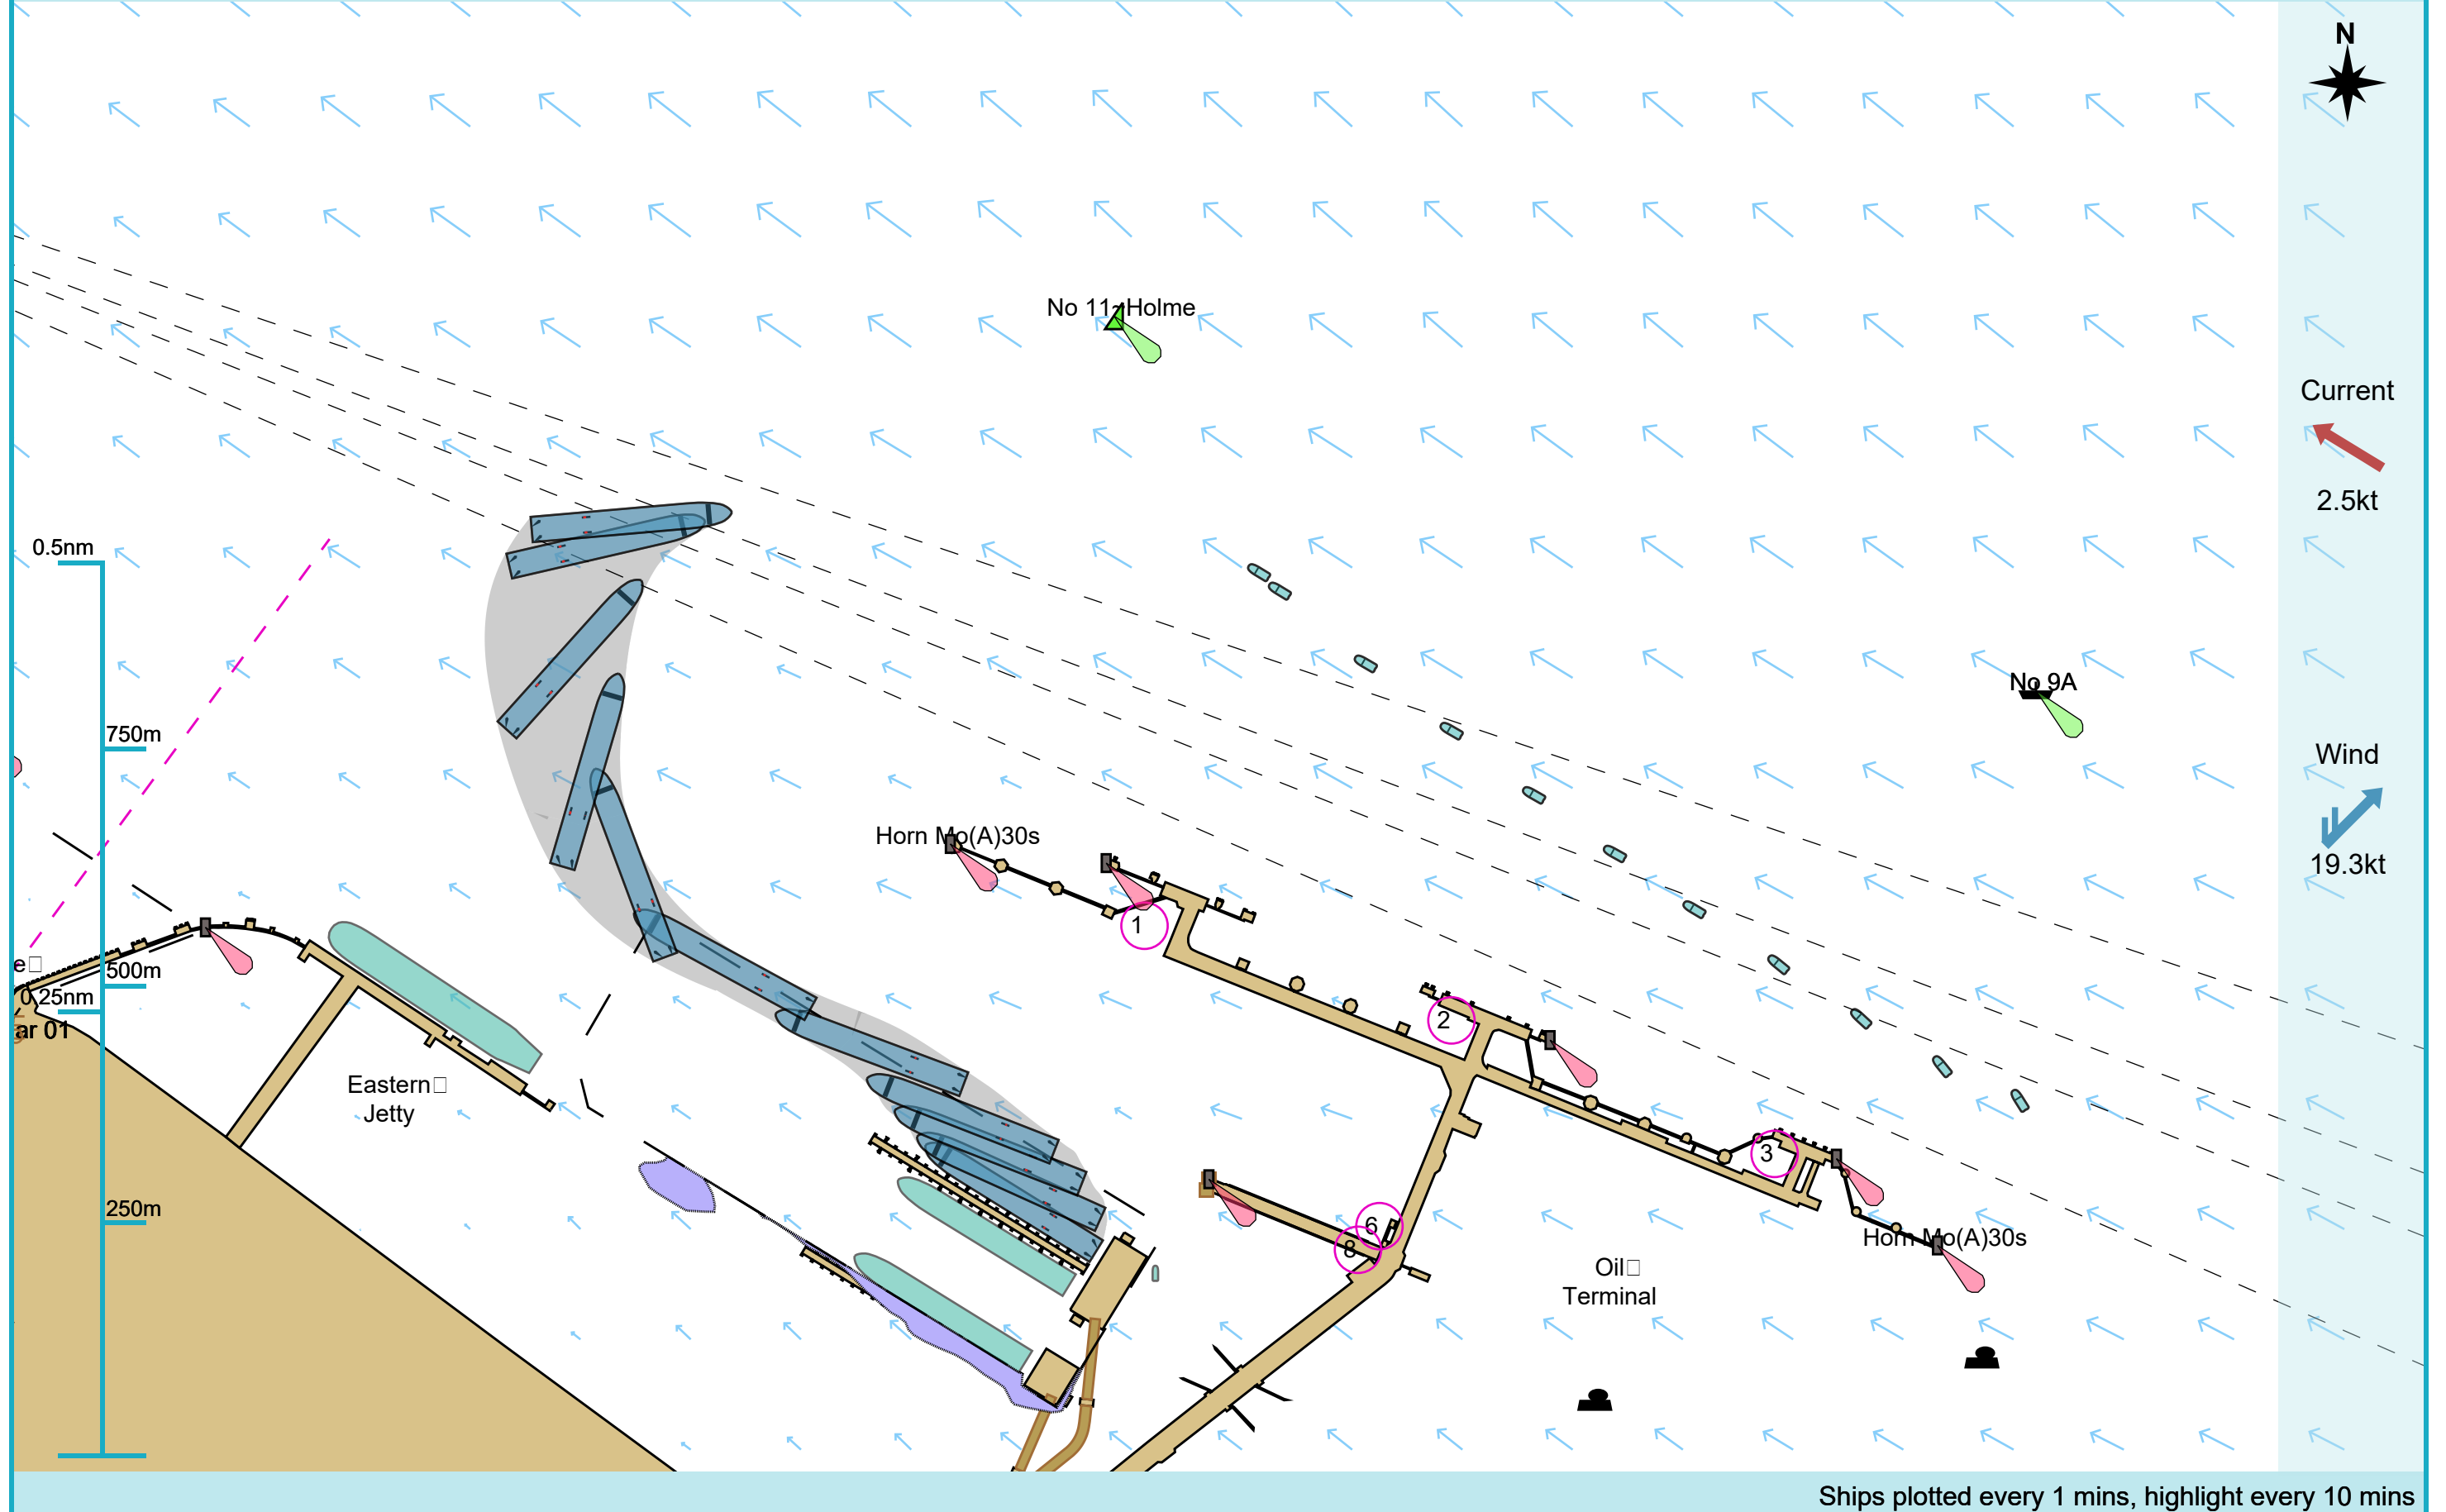 N
No 11a Holme
Current
2.5kt
0.5nm
No 9A
750m
Wind
19.3kt
Horn Mo(A)30s
1
e
500m
0.25nm
2
ar 01
Eastern
Jetty
3
250m
6
Horn Mo(A)30s
8
Oil
Terminal
Ships plotted every 1 mins, highlight every 10 mins